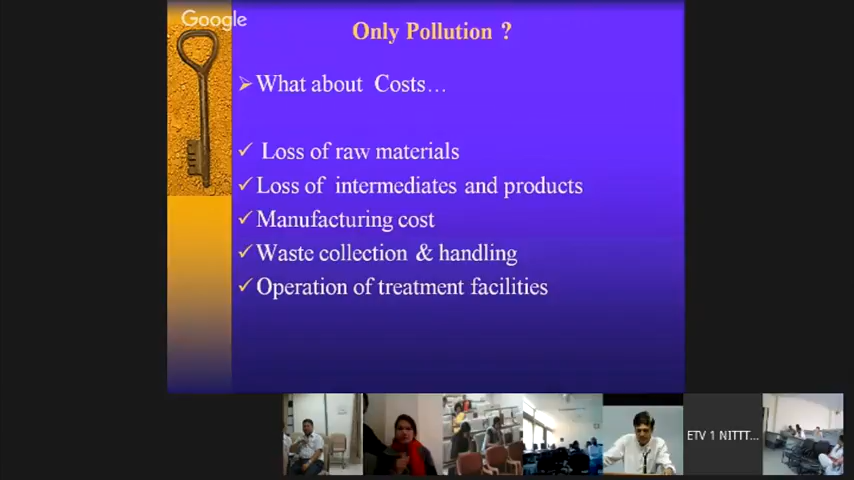 Google
Only Pollution ?
What about Costs...
Loss of raw materials
Loss of intermediates and products
Manufacturing cost
Waste collection & handling
Operation of treatment facilities
ETV 1 NITTT...